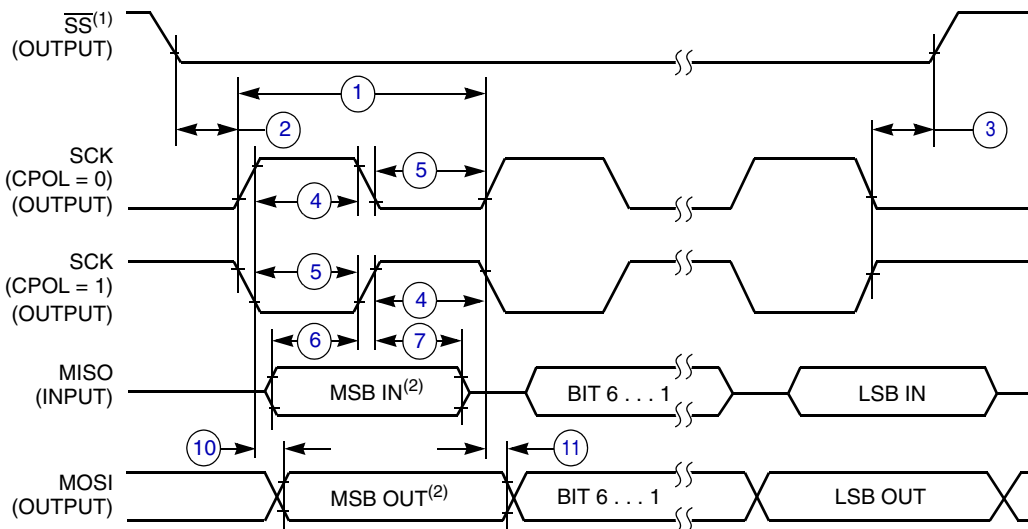 SS(1)
(OUTPUT)
1
2
3
SCK
(CPOL = 0)
(OUTPUT)
5
4
SCK
(CPOL = 1)
(OUTPUT)
5
4
6
7
MISO
(INPUT)
MSB IN(2)
BIT 6 . . . 1
LSB IN
10
11
MOSI
(OUTPUT)
MSB OUT(2)
BIT 6 . . . 1
LSB OUT